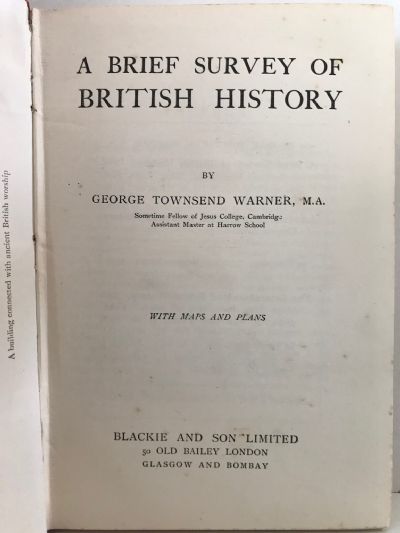 A building connected with ancient British worship
A BRIEF SURVEY OF
BRITISH HISTORY
BY
GEORGE TOWNSEND WARNER, M.A.
Sometime Fellow of Jesus College, Cambridge
Assistant Master at Harrow School
WITH MAPS AND PLANS
BLACKIE AND SON LIMITED
50 OLD BAILEY LONDON
GLASGOW AND BOMBAY